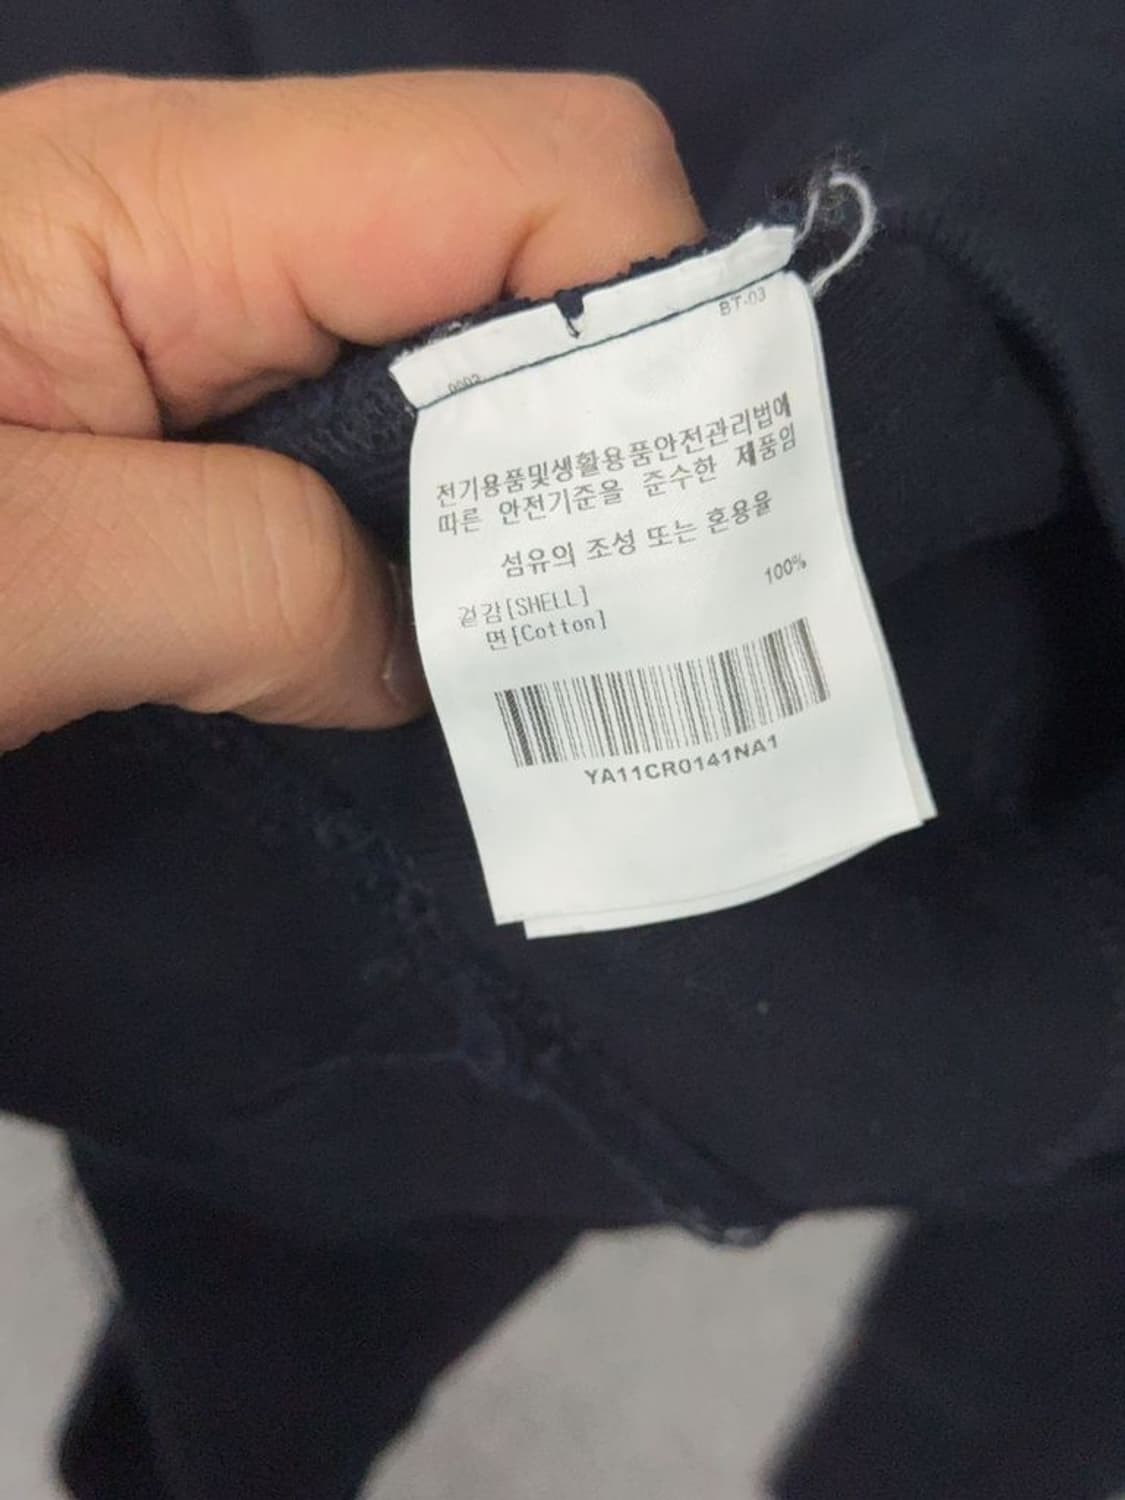 BT-03
0002
전기용품및생활용품안전관리법에
따른 안전기준을 준수한 제품임
섬유의 조성 또는 혼용율
겉감[SHELL]
면[Cotton] 100%
YA11CR0141NA1